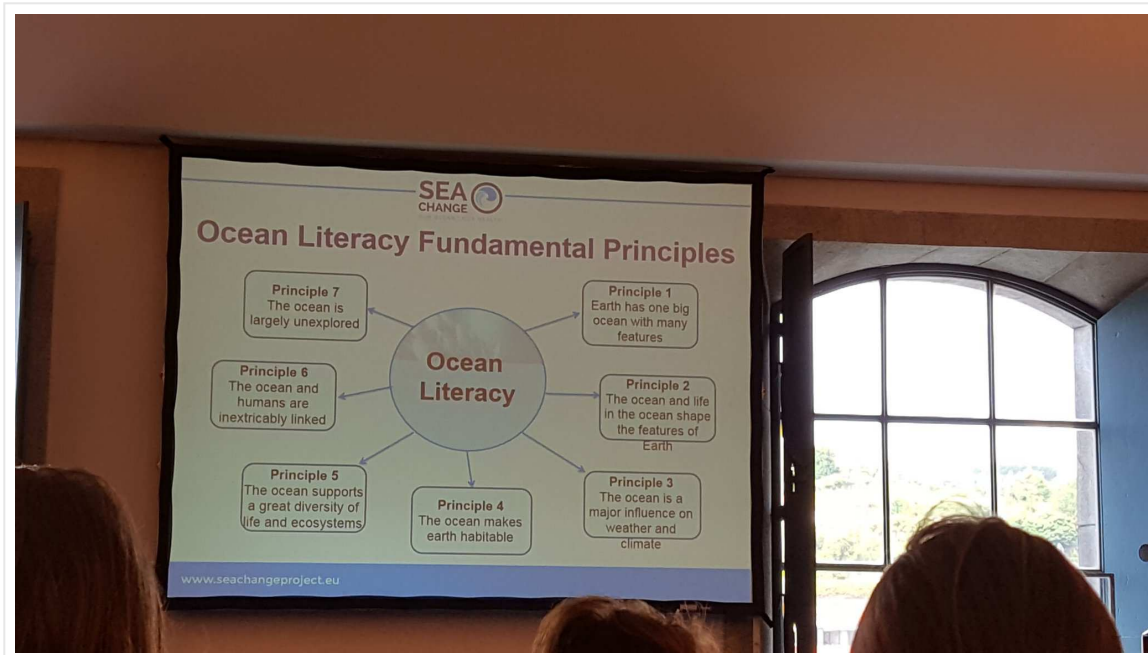 SEA
CHANGE
Ocean Literacy Fundamental Principles
Principle 7
The ocean is
largely unexplored
Principle 1
Earth has one big
ocean with many
features
Ocean
Literacy
Principle 6
The ocean and
humans are
inextricably linked
Principle 2
The ocean and life
in the ocean shape
the features of
Earth
Principle 5
The ocean supports
a great diversity of
life and ecosystems
Principle 4
The ocean makes
earth habitable
Principle 3
The ocean is a
major influence on
weather and
climate
www.seachangeproject.eu